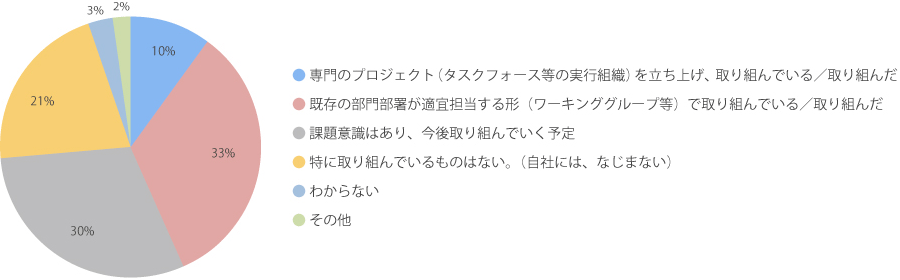 3%
2%
10%
21%
33%
30%
専門のプロジェクト（タスクフォース等の実行組織）を立ち上げ、取り組んでいる／取り組んだ
既存の部門部署が適宜担当する形（ワーキンググループ等）で取り組んでいる／取り組んだ
課題意識はあり、今後取り組んでいく予定
特に取り組んでいるものはない。（自社には、なじまない）
わからない
その他